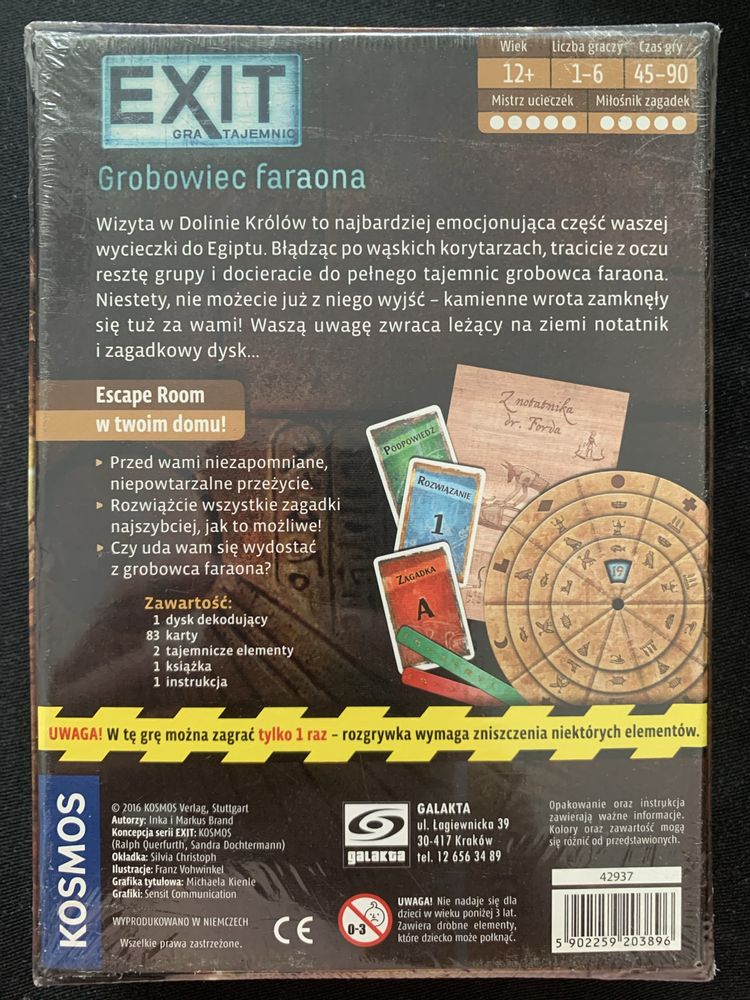 EXIT
GRA TAJEMNIC
Wiek
Liczba graczy
Czas gry
12+
1–6
45–90
Mistrz ucieczek
Miłośnik zagadek
Grobowiec faraona
Wizyta w Dolinie Królów to najbardziej emocjonująca część waszej
wycieczki do Egiptu. Błądząc po wąskich korytarzach, tracicie z oczu
resztę grupy i docieracie do pełnego tajemnic grobowca faraona.
Niestety, nie możecie już z niego wyjść – kamienne wrota zamknęły
się tuż za wami! Waszą uwagę zwraca leżący na ziemi notatnik
i zagadkowy dysk...
Escape Room
w twoim domu!
▸ Przed wami niezapomniane,
niepowtarzalne przeżycie.
▸ Rozwiążcie wszystkie zagadki
najszybciej, jak to możliwe!
▸ Czy uda wam się wydostać
z grobowca faraona?
Zawartość:
1 dysk dekodujący
83 karty
2 tajemnicze elementy
1 książka
1 instrukcja
Z notatnika
dr. Forda
PODPOWIEDŹ
ROZWIĄZANIE
1
ZAGADKA
A
19
UWAGA! W tę grę można zagrać tylko 1 raz – rozgrywka wymaga zniszczenia niektórych elementów.
KOSMOS
© 2016 KOSMOS Verlag, Stuttgart
Autorzy: Inka i Markus Brand
Koncepcja serii EXIT: KOSMOS
(Ralph Querfurth, Sandra Dochtermann)
Okładka: Silvia Christoph
Ilustracje: Franz Vohwinkel
Grafika tytułowa: Michaela Kienle
Grafiki: Sensit Communication
WYPRODUKOWANO W NIEMCZECH
Wszelkie prawa zastrzeżone.
CE
galakta
GALAKTA
ul. Łagiewnicka 39
30-417 Kraków
tel. 12 656 34 89
0-3
UWAGA! Nie nadaje się dla
dzieci w wieku poniżej 3 lat.
Zawiera drobne elementy,
które dziecko może połknąć.
Opakowanie oraz instrukcja
zawierają ważne informacje.
Kolory oraz zawartość mogą
się różnić od przedstawionych.
42937
5 902259 203896